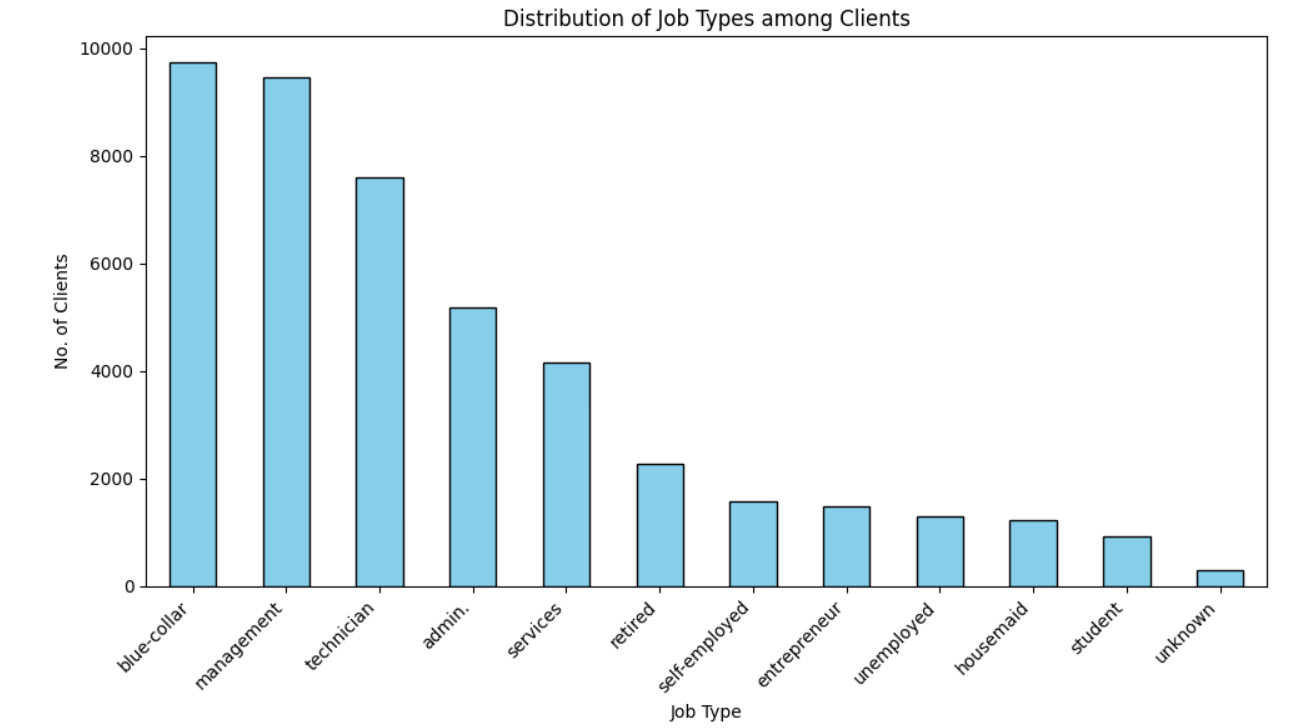 Distribution of Job Types among Clients
10000
8000
6000
4000
2000
0
No. of Clients
blue-collar
management
technician
admin.
services
retired
self-employed
entrepreneur
unemployed
housemaid
student
unknown
Job Type